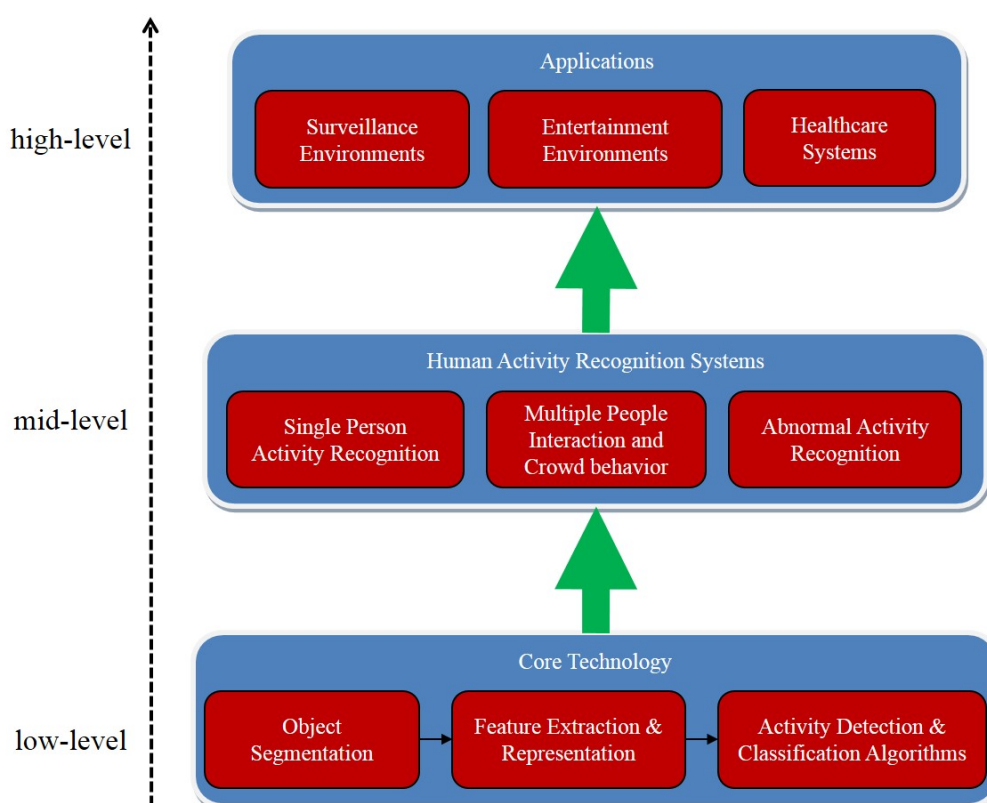 high-level
Applications
Surveillance
Environments
Entertainment
Environments
Healthcare
Systems
mid-level
Human Activity Recognition Systems
Single Person
Activity Recognition
Multiple People
Interaction and
Crowd behavior
Abnormal Activity
Recognition
low-level
Core Technology
Object
Segmentation
Feature Extraction &
Representation
Activity Detection &
Classification Algorithms